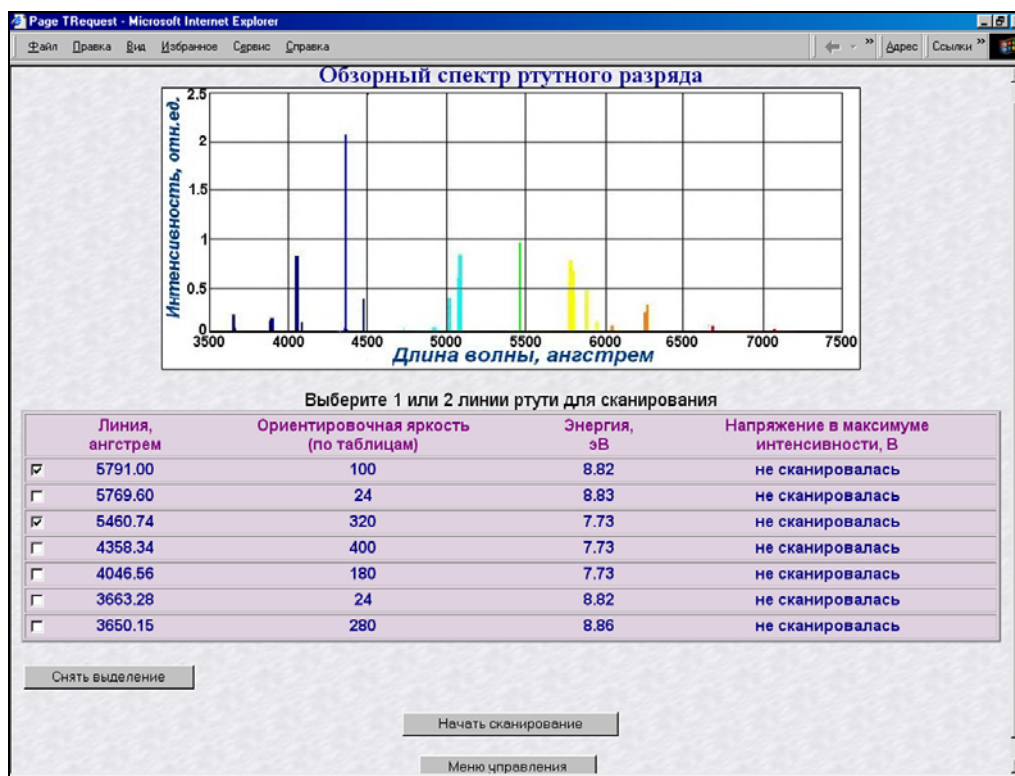 Page TRequest - Microsoft Internet Explorer
Файл Правка Вид Избранное Сервис Справка » Адрес Ссылки »
Обзорный спектр ртутного разряда
Интенсивность, отн.ед.
2.5
2
1.5
1
0.5
0
3500 4000 4500 5000 5500 6000 6500 7000 7500
Длина волны, ангстрем
Выберите 1 или 2 линии ртути для сканирования
Линия, Ориентировочная яркость Энергия, Напряжение в максимуме
ангстрем (по таблицам) эВ интенсивности, В
5791.00 100 8.82 не сканировалась
5769.60 24 8.83 не сканировалась
5460.74 320 7.73 не сканировалась
4358.34 400 7.73 не сканировалась
4046.56 180 7.73 не сканировалась
3663.28 24 8.82 не сканировалась
3650.15 280 8.86 не сканировалась
Снять выделение
Начать сканирование
Меню управления